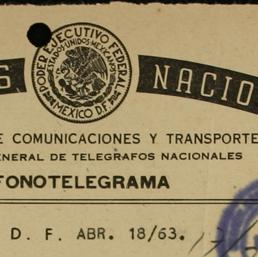 PODER EJECUTIVO FEDERAL
ESTADOS UNIDOS MEXICANOS
MEXICO D.F.
S NACIO
E COMUNICACIONES Y TRANSPORTE
ENERAL DE TELEGRAFOS NACIONALES
FONOTELEGRAMA
D. F. ABR. 18/63.